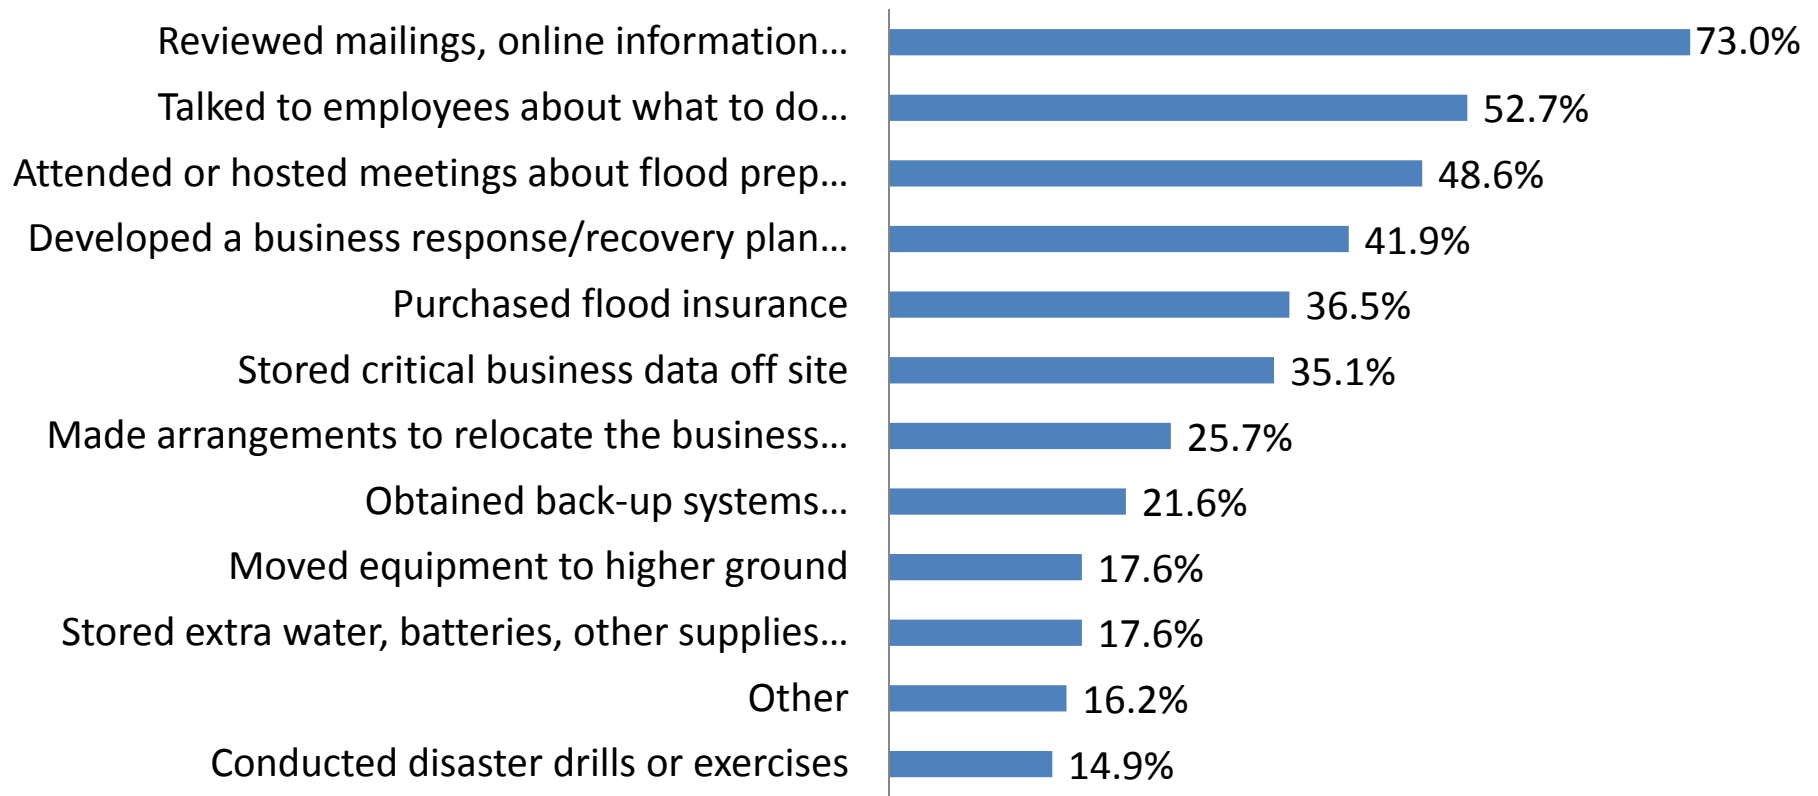 Reviewed mailings, online information… 73.0%
Talked to employees about what to do… 52.7%
Attended or hosted meetings about flood prep… 48.6%
Developed a business response/recovery plan… 41.9%
Purchased flood insurance 36.5%
Stored critical business data off site 35.1%
Made arrangements to relocate the business… 25.7%
Obtained back-up systems… 21.6%
Moved equipment to higher ground 17.6%
Stored extra water, batteries, other supplies… 17.6%
Other 16.2%
Conducted disaster drills or exercises 14.9%